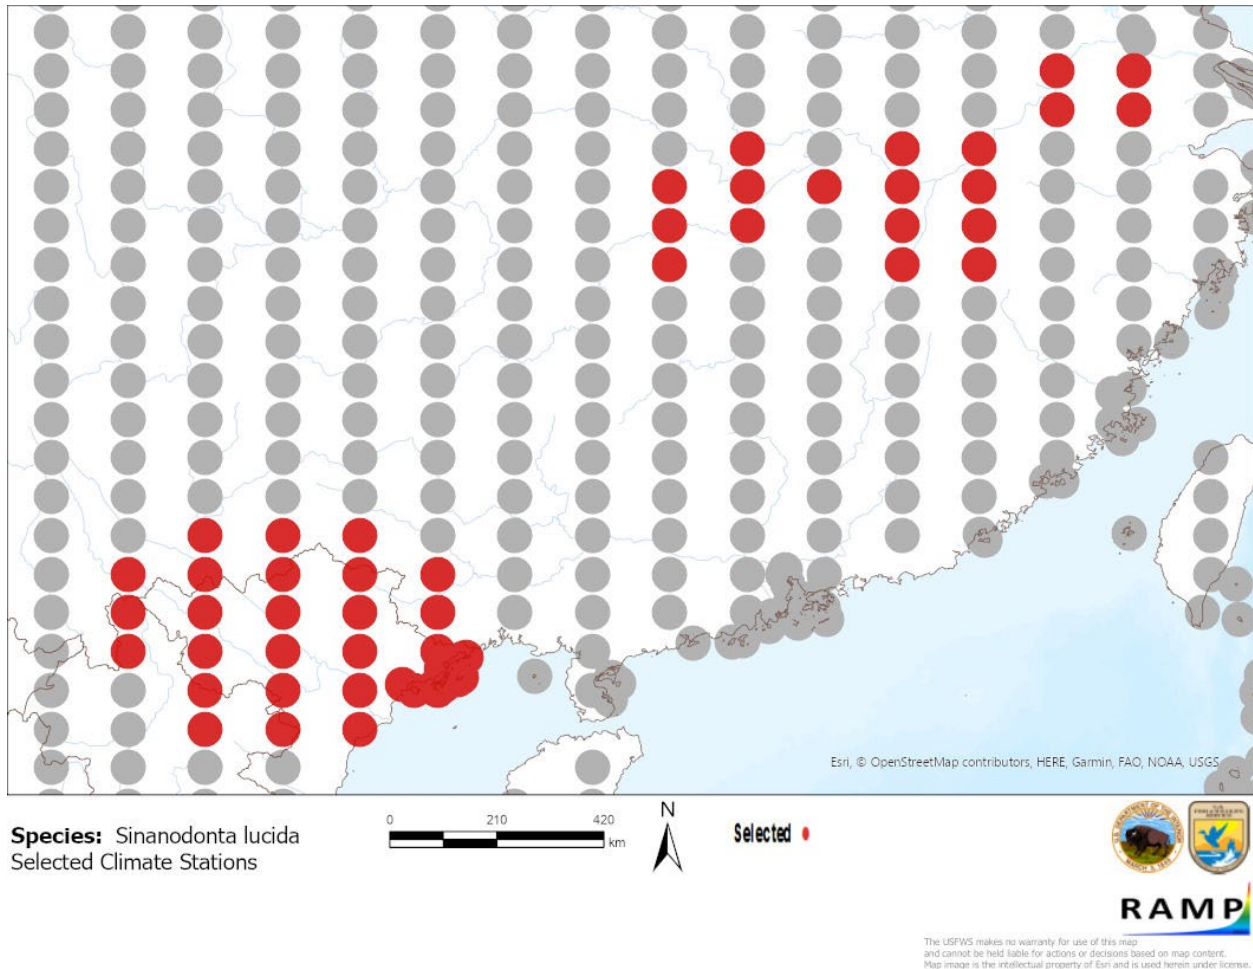 Esri, © OpenStreetMap contributors, HERE, Garmin, FAO, NOAA, USGS
Species: Sinanodonta lucida
Selected Climate Stations
0 210 420
km
N
Selected
RAMP
The USFWS makes no warranty for use of this map
and cannot be held liable for actions or decisions based on map content.
Map image is the intellectual property of Esri and is used herein under license.